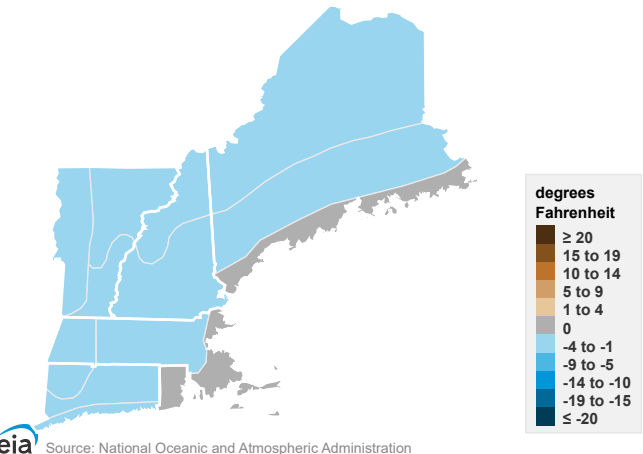 degrees
Fahrenheit
≥ 20
15 to 19
10 to 14
5 to 9
1 to 4
0
-4 to -1
-9 to -5
-14 to -10
-19 to -15
≤ -20
eia Source: National Oceanic and Atmospheric Administration